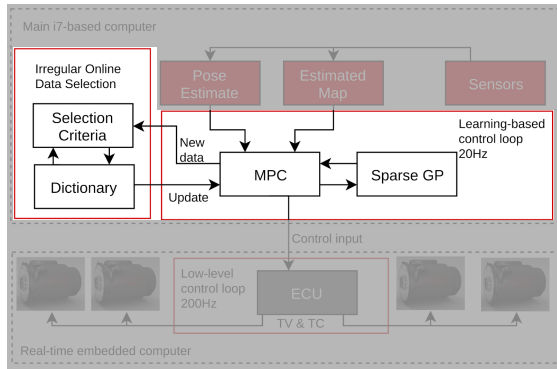 Main i7-based computer
Irregular Online
Data Selection
Pose
Estimate
Estimated
Map
Sensors
Selection
Criteria
New
data
Learning-based
control loop
20Hz
MPC
Sparse GP
Dictionary
Update
Control input
Low-level
control loop
200Hz
ECU
TV & TC
Real-time embedded computer